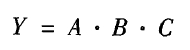 Y = A · B · C